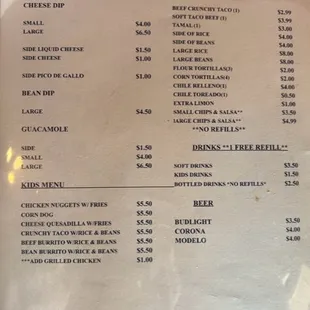 CHEESE DIP
SMALL $4.00
LARGE $6.50
SIDE LIQUID CHEESE $1.50
SIDE CHEESE $1.00
SIDE PICO DE GALLO $1.00
BEAN DIP
LARGE $4.50
GUACAMOLE
SIDE $1.50
SMALL $4.00
LARGE $6.50
KIDS MENU
CHICKEN NUGGETS W/ FRIES $5.50
CORN DOG $5.50
CHEESE QUESADILLA W/FRIES $5.50
CRUNCHY TACO W/RICE & BEANS $5.50
BEEF BURRITO W/RICE & BEANS $5.50
BEAN BURRITO W/RICE & BEANS $5.50
***ADD GRILLED CHICKEN $1.00
BEEF CRUNCHY TACO (1) $2.99
SOFT TACO BEEF (1) $3.99
TAMAL (1) $3.00
SIDE OF RICE $4.00
SIDE OF BEANS $4.00
LARGE RICE $8.00
LARGE BEANS $8.00
FLOUR TORTILLAS(3) $2.00
CORN TORTILLAS(4) $2.00
CHILE RELLENO(1) $4.00
CHILE TOREADO(1) $0.50
EXTRA LIMON $1.00
SMALL CHIPS & SALSA** $3.50
LARGE CHIPS & SALSA** $4.99
**NO REFILLS**
DRINKS **1 FREE REFILL**
SOFT DRINKS $3.50
KIDS DRINKS $1.50
BOTTLED DRINKS *NO REFILLS* $2.50
BEER
BUDLIGHT $3.50
CORONA $4.00
MODELO $4.00